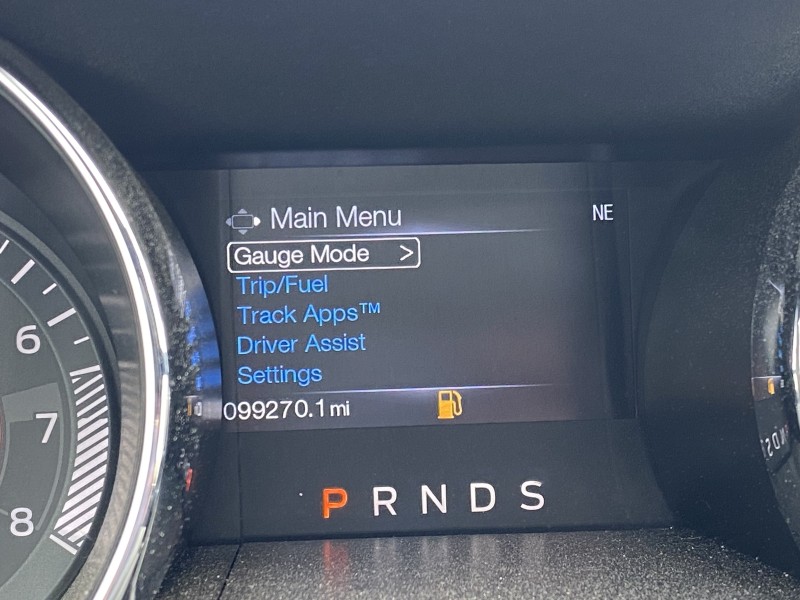 Main Menu
NE
Gauge Mode >
Trip/Fuel
Track Apps™
Driver Assist
Settings
099270.1 mi
P R N D S
6
7
8